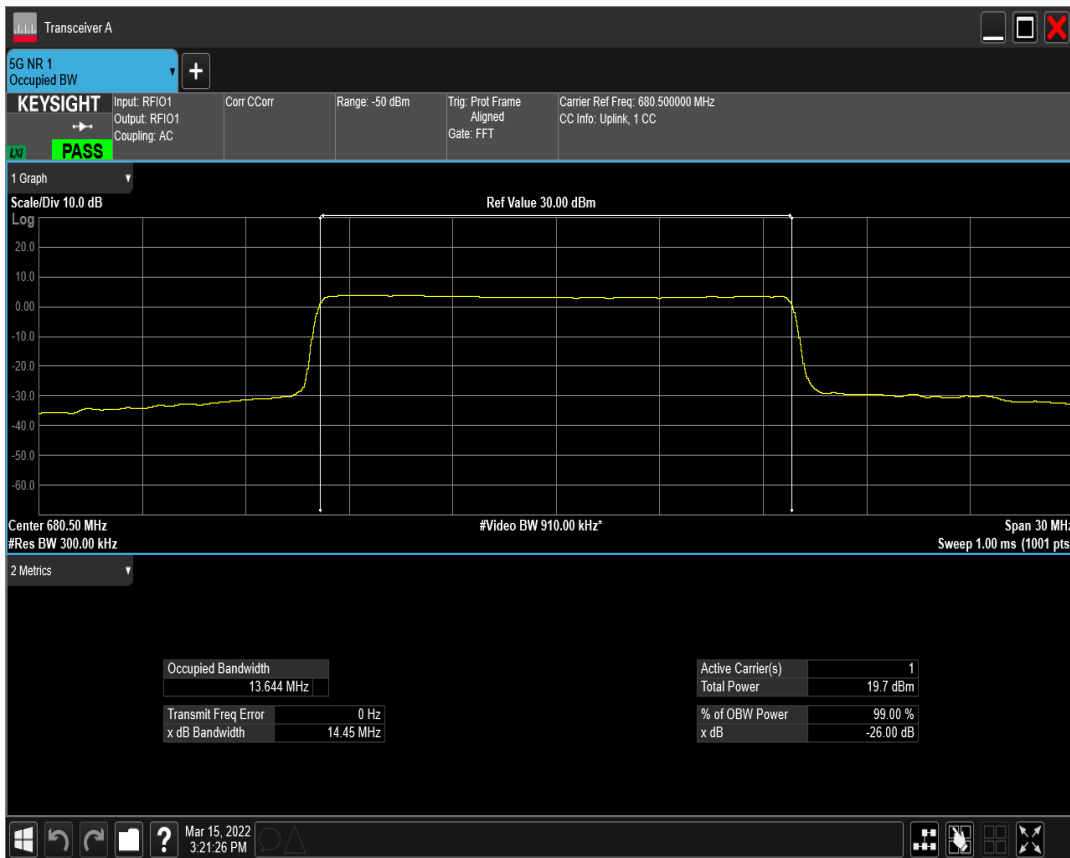 Transceiver A
5G NR 1
Occupied BW
+
KEYSIGHT
LXI
PASS
Input: RFIO1
Output: RFIO1
Coupling: AC
Corr CCorr
Range: -50 dBm
Trig: Prot Frame
Aligned
Gate: FFT
Carrier Ref Freq: 680.500000 MHz
CC Info: Uplink, 1 CC
1 Graph
Scale/Div 10.0 dB
Ref Value 30.00 dBm
Log
20.0
10.0
0.00
-10.0
-20.0
-30.0
-40.0
-50.0
-60.0
Center 680.50 MHz
#Video BW 910.00 kHz*
Span 30 MHz
#Res BW 300.00 kHz
Sweep 1.00 ms (1001 pts
2 Metrics
Occupied Bandwidth
13.644 MHz
Transmit Freq Error 0 Hz
x dB Bandwidth 14.45 MHz
Active Carrier(s) 1
Total Power 19.7 dBm
% of OBW Power 99.00 %
x dB -26.00 dB
?
Mar 15, 2022
3:21:26 PM